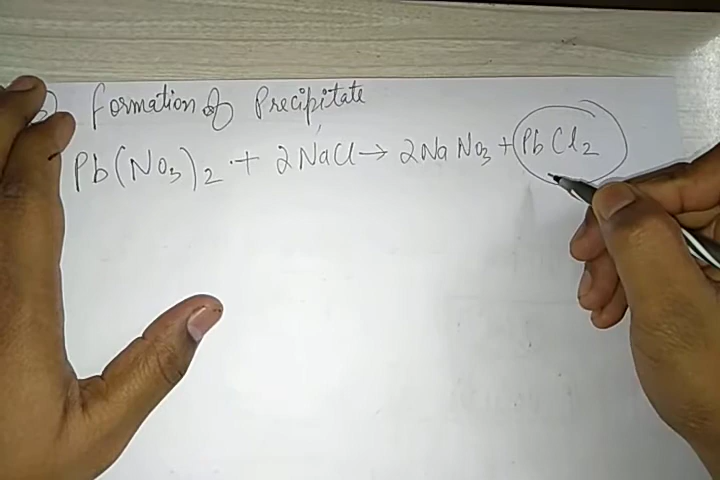 Formation of Precipitate
Pb(NO₃)₂ + 2NaCl → 2NaNO₃ + PbCl₂